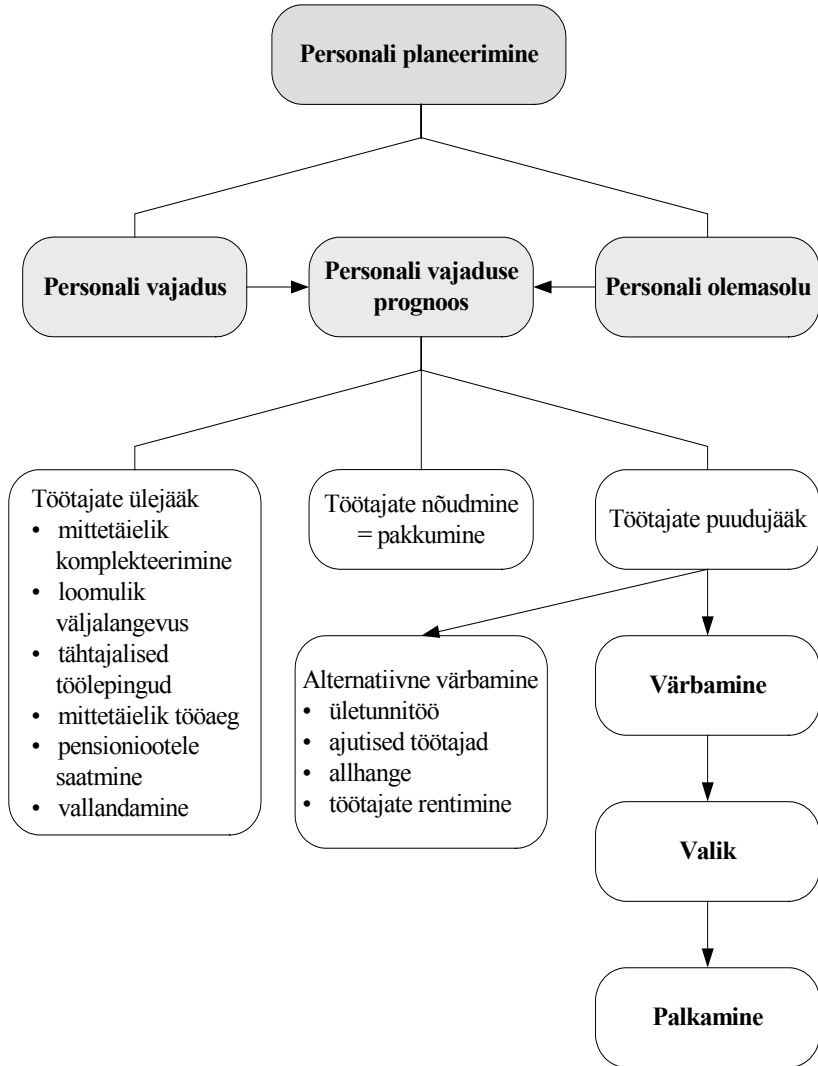 Personali planeerimine
Personali vajadus
Personali vajaduse
prognoos
Personali olemasolu
Töötajate ülejääk
• mittetäielik
komplekteerimine
• loomulik
väljalangevus
• tähtajalised
töölepingud
• mittetäielik tööaeg
• pensioniootele
saatmine
• vallandamine
Töötajate nõudmine
= pakkumine
Töötajate puudujääk
Alternatiivne värbamine
• ületunnitöö
• ajutised töötajad
• allhange
• töötajate rentimine
Värbamine
Valik
Palkamine